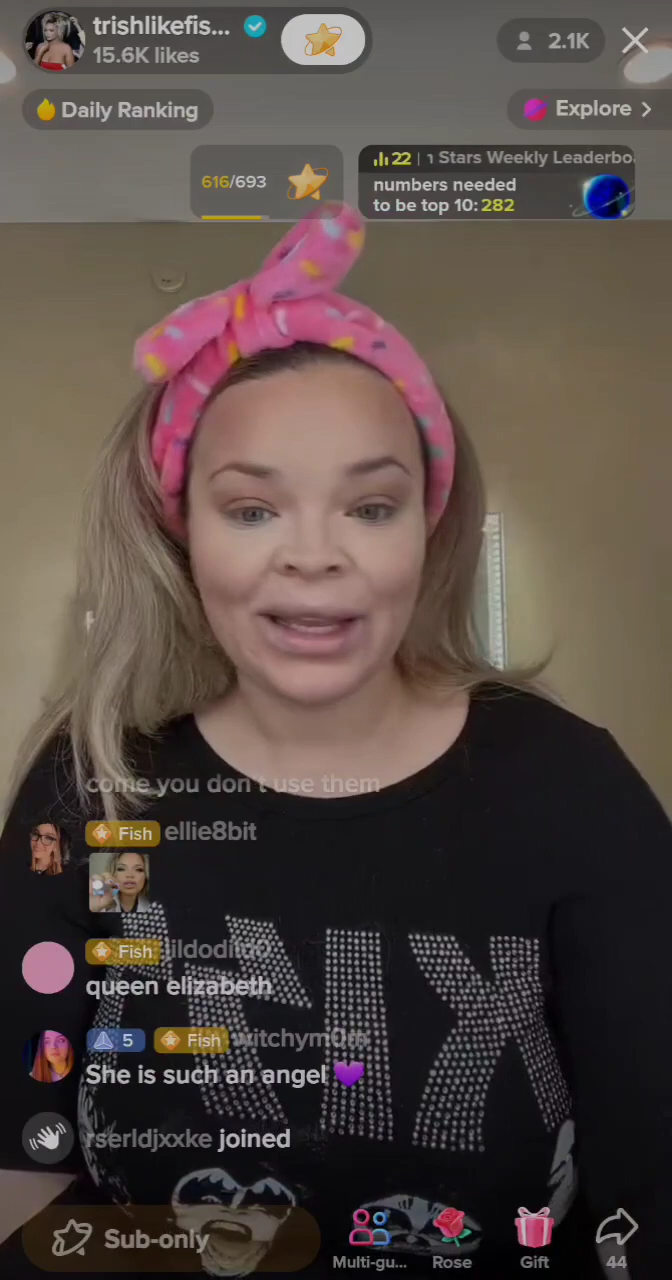 trishlikefis...
15.6K likes
2.1K
Daily Ranking
Explore
616/693
22 | Stars Weekly Leaderbo
numbers needed
to be top 10: 282
come you don't use them
Fish ellie8bit
Fish
queen elizabeth
5 Fish witchym0m
She is such an angel 💜
rserldjxxke joined
Sub-only
Multi-gu...
Rose
Gift
44